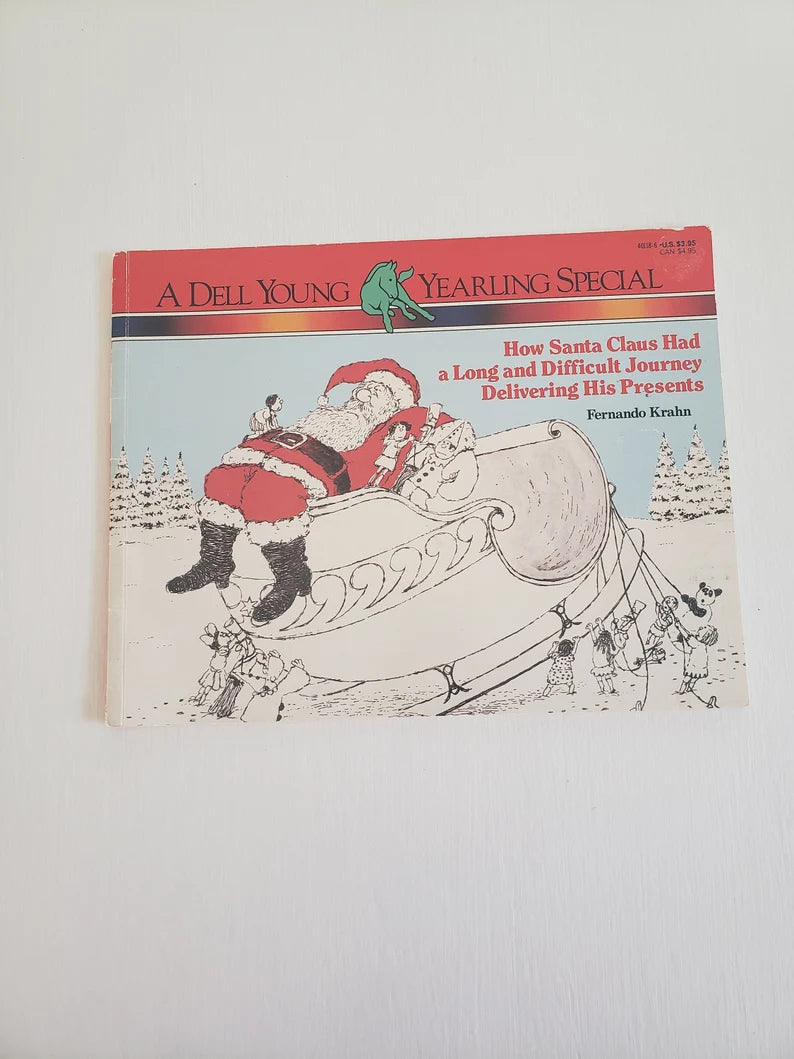 40118-6 •U.S. $3.95
CAN $4.95
A DELL YOUNG YEARLING SPECIAL
How Santa Claus Had
a Long and Difficult Journey
Delivering His Presents
Fernando Krahn